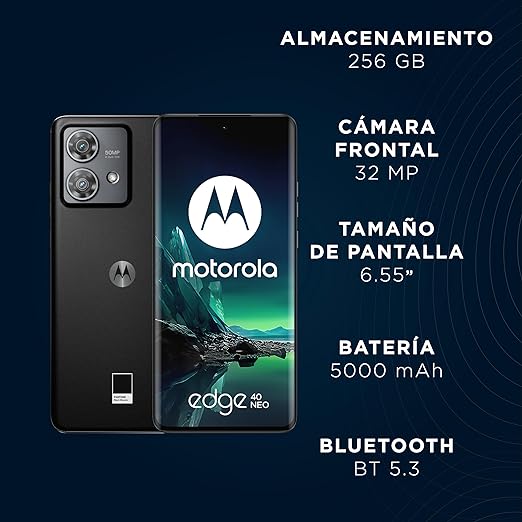 ALMACENAMIENTO
256 GB
50MP
CÁMARA
FRONTAL
32 MP
motorola
TAMAÑO
DE PANTALLA
6.55”
BATERÍA
5000 mAh
edge 40
NEO
PANTONE
BLUETOOTH
BT 5.3